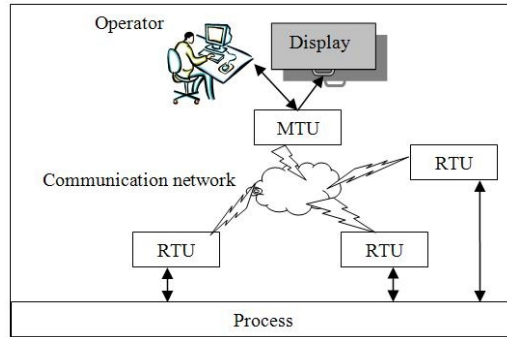 Operator
Display
MTU
RTU
Communication network
RTU
RTU
Process